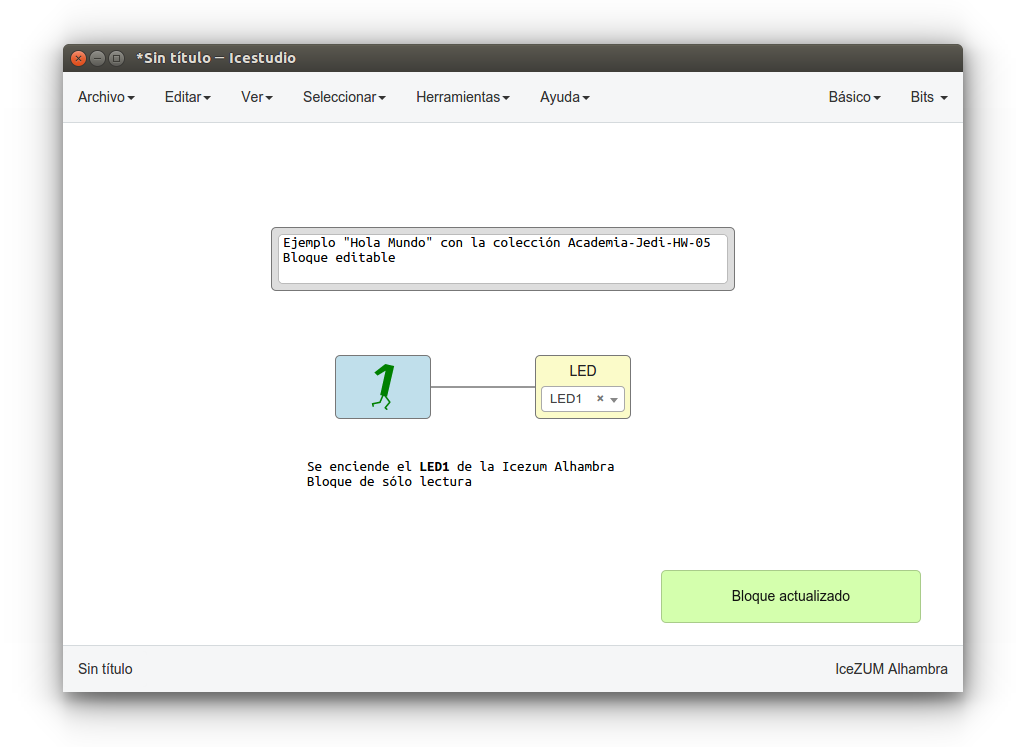 *Sin título – Icestudio
Archivo Editar Ver Seleccionar Herramientas Ayuda Básico Bits
Ejemplo "Hola Mundo" con la colección Academia-Jedi-HW-05
Bloque editable
1
LED
LED1 ×
Se enciende el LED1 de la Icezum Alhambra
Bloque de sólo lectura
Bloque actualizado
Sin título IceZUM Alhambra